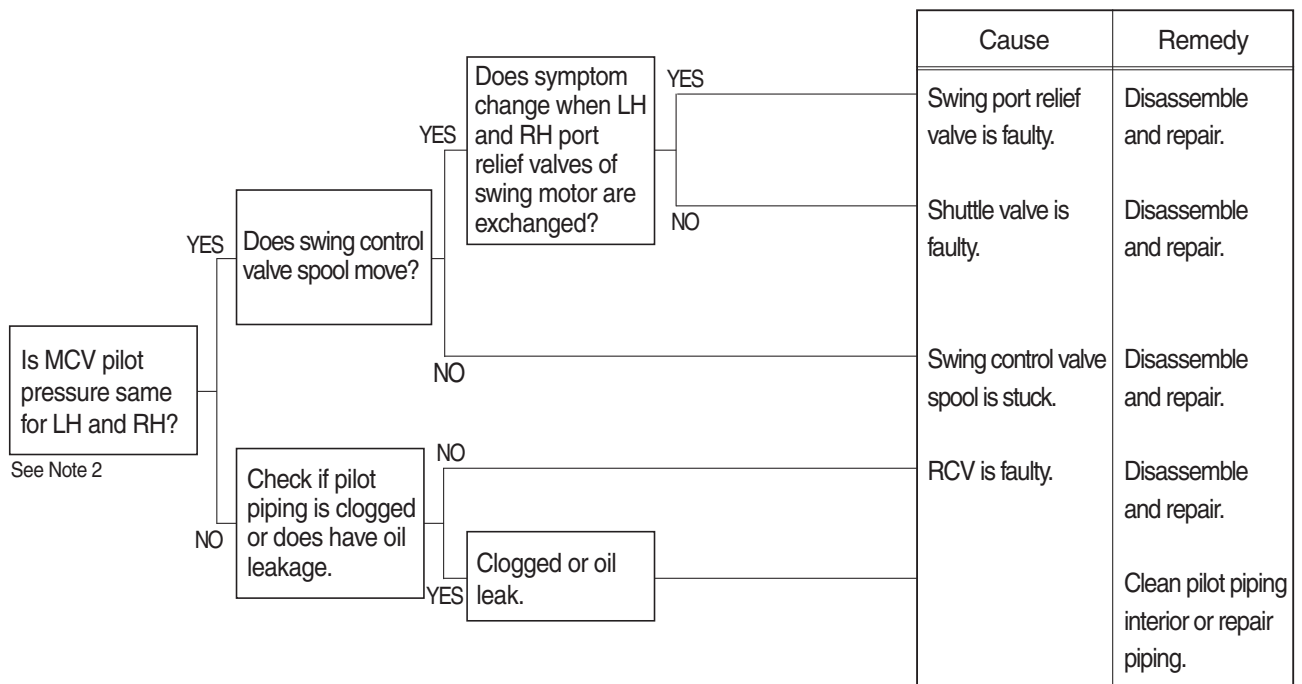 Cause
Remedy
Does symptom
change when LH
and RH port
relief valves of
swing motor are
exchanged?
YES
Swing port relief
valve is faulty.
Disassemble
and repair.
YES
NO
Shuttle valve is
faulty.
Disassemble
and repair.
YES
Does swing control
valve spool move?
NO
Swing control valve
spool is stuck.
Disassemble
and repair.
Is MCV pilot
pressure same
for LH and RH?
See Note 2
NO
Check if pilot
piping is clogged
or does have oil
leakage.
NO
RCV is faulty.
Disassemble
and repair.
YES
Clogged or oil
leak.
Clean pilot piping
interior or repair
piping.